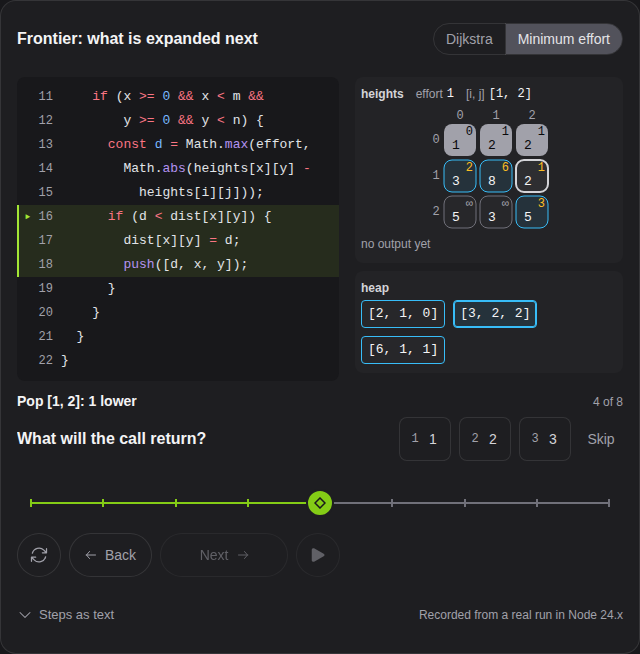 Frontier: what is expanded next
Dijkstra
Minimum effort
11 if (x >= 0 && x < m &&
12 y >= 0 && y < n) {
13 const d = Math.max(effort,
14 Math.abs(heights[x][y] -
15 heights[i][j]));
16 if (d < dist[x][y]) {
17 dist[x][y] = d;
18 push([d, x, y]);
19 }
20 }
21 }
22 }
heights effort 1 [i, j] [1, 2]
0 1 2
0 1 0 2 1 2 1
1 3 2 8 6 2 1
2 5 ∞ 3 ∞ 5 3
no output yet
heap
[2, 1, 0] [3, 2, 2]
[6, 1, 1]
Pop [1, 2]: 1 lower
4 of 8
What will the call return?
1 1
2 2
3 3
Skip
Back
Next
Steps as text
Recorded from a real run in Node 24.x